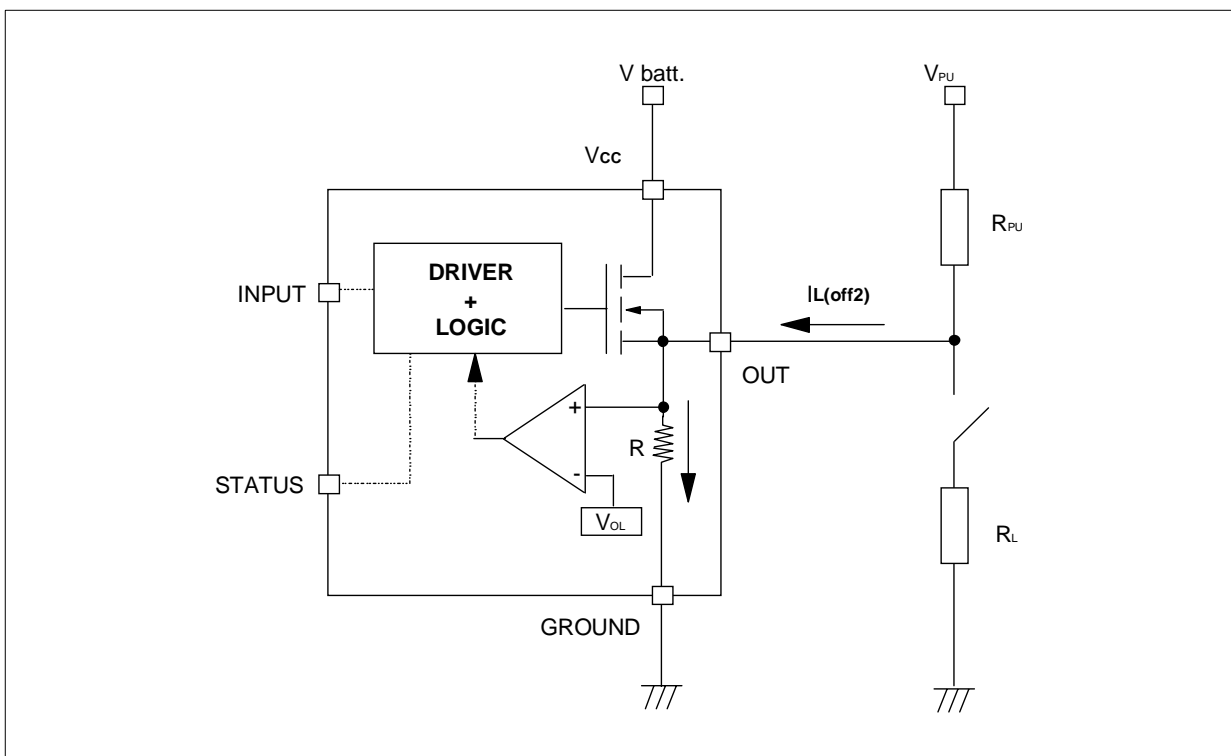 V batt.
VPU
Vcc
RPU
DRIVER
+
LOGIC
INPUT
IL(off2)
OUT
+
R
-
STATUS
VOL
RL
GROUND